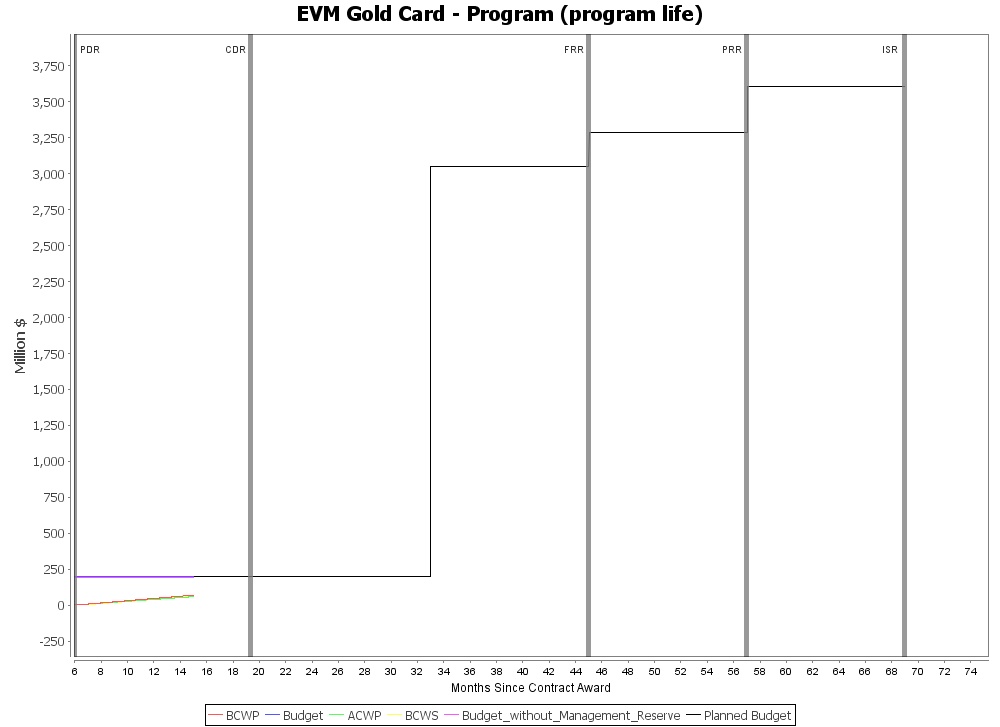 EVM Gold Card - Program (program life)
PDR CDR FRR PRR ISR
3,750
3,500
3,250
3,000
2,750
2,500
2,250
2,000
1,750
1,500
1,250
1,000
750
500
250
0
-250
Million $
6 8 10 12 14 16 18 20 22 24 26 28 30 32 34 36 38 40 42 44 46 48 50 52 54 56 58 60 62 64 66 68 70 72 74
Months Since Contract Award
BCWP Budget ACWP BCWS Budget_without_Management_Reserve Planned Budget